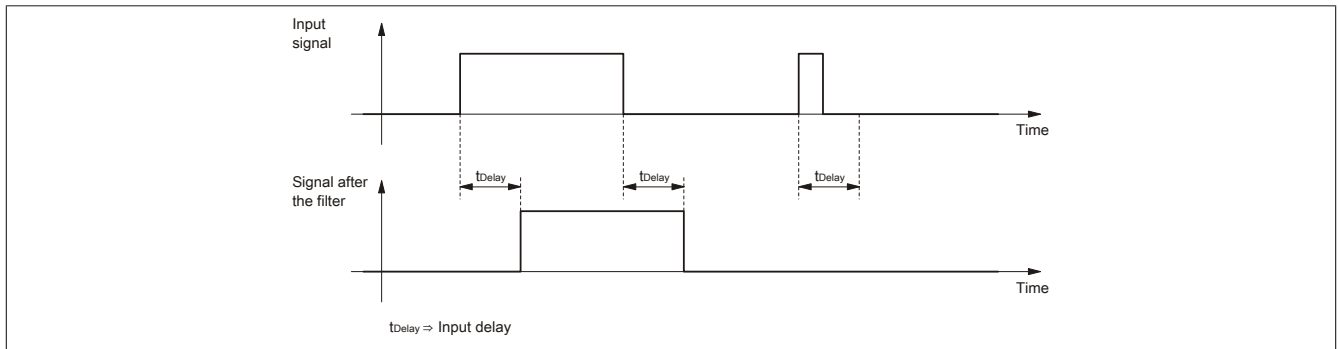 Input
signal
Time
tDelay
tDelay
tDelay
Signal after
the filter
Time
tDelay ⇒ Input delay